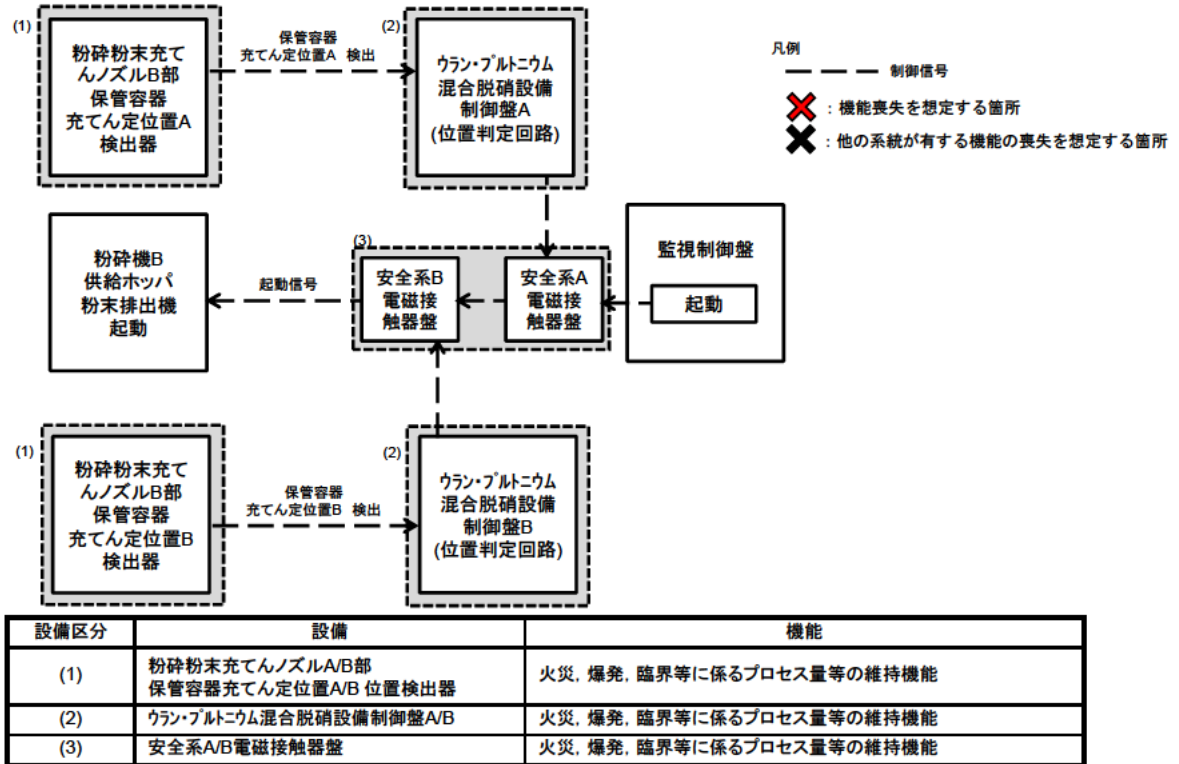 (1)
粉砕粉末充て
んノズルB部
保管容器
充てん定位置A
検出器
保管容器
充てん定位置A 検出
(2)
ウラン・プルトニウム
混合脱硝設備
制御盤A
(位置判定回路)
凡例
制御信号
：機能喪失を想定する箇所
：他の系統が有する機能の喪失を想定する箇所
粉砕機B
供給ホッパ
粉末排出機
起動
起動信号
(3)
安全系B
電磁接
触器盤
安全系A
電磁接
触器盤
監視制御盤
起動
(1)
粉砕粉末充て
んノズルB部
保管容器
充てん定位置B
検出器
保管容器
充てん定位置B 検出
(2)
ウラン・プルトニウム
混合脱硝設備
制御盤B
(位置判定回路)
設備区分 設備 機能
(1) 粉砕粉末充てんノズルA/B部
保管容器充てん定位置A/B 位置検出器 火災，爆発，臨界等に係るプロセス量等の維持機能
(2) ウラン・プルトニウム混合脱硝設備制御盤A/B 火災，爆発，臨界等に係るプロセス量等の維持機能
(3) 安全系A/B電磁接触器盤 火災，爆発，臨界等に係るプロセス量等の維持機能